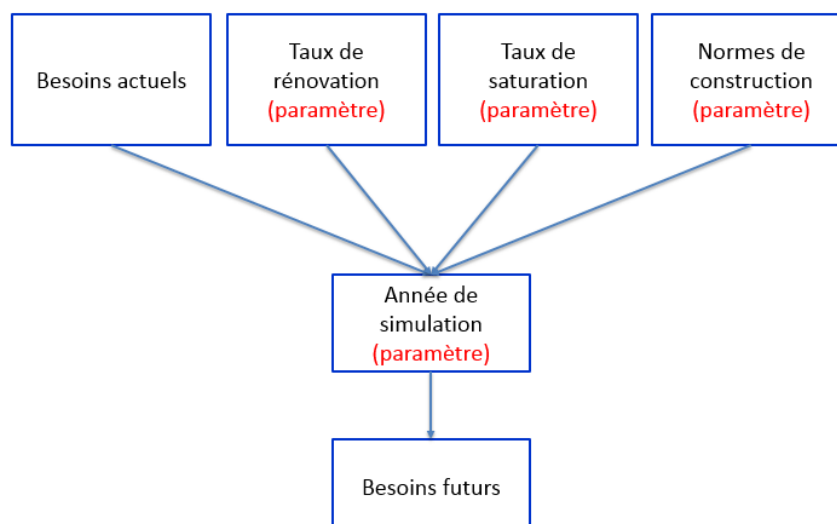 Besoins actuels
Taux de
rénovation
(paramètre)
Taux de
saturation
(paramètre)
Normes de
construction
(paramètre)
Année de
simulation
(paramètre)
Besoins futurs